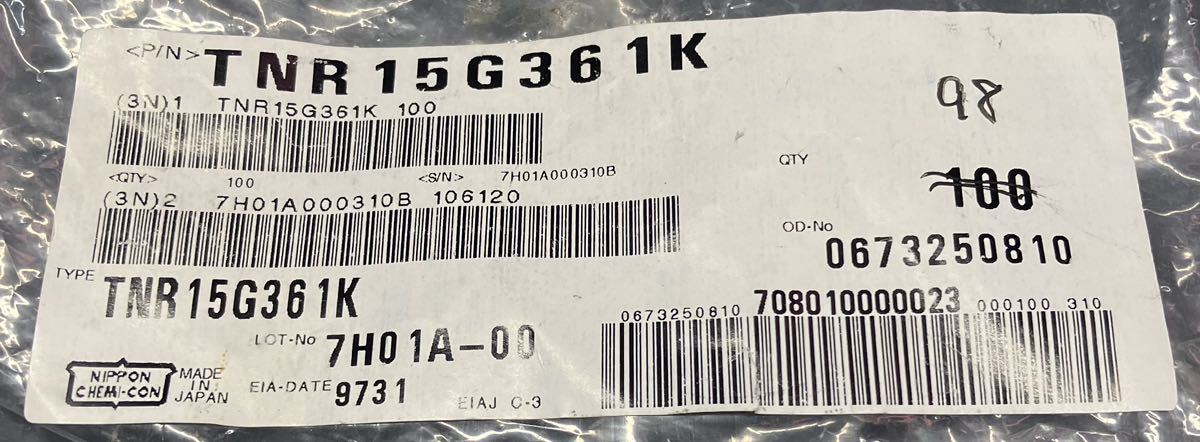 <P/N> TNR15G361K
(3N)1 TNR15G361K 100
98
<QTY> 100 <S/N> 7H01A000310B
QTY 100
(3N)2 7H01A000310B 106120
OD-No 0673250810
TYPE TNR15G361K
0673250810 708010000023 000100 310
LOT-No 7H01A-00
NIPPON CHEMI-CON
MADE IN JAPAN
EIA-DATE 9731
EIAJ C-3